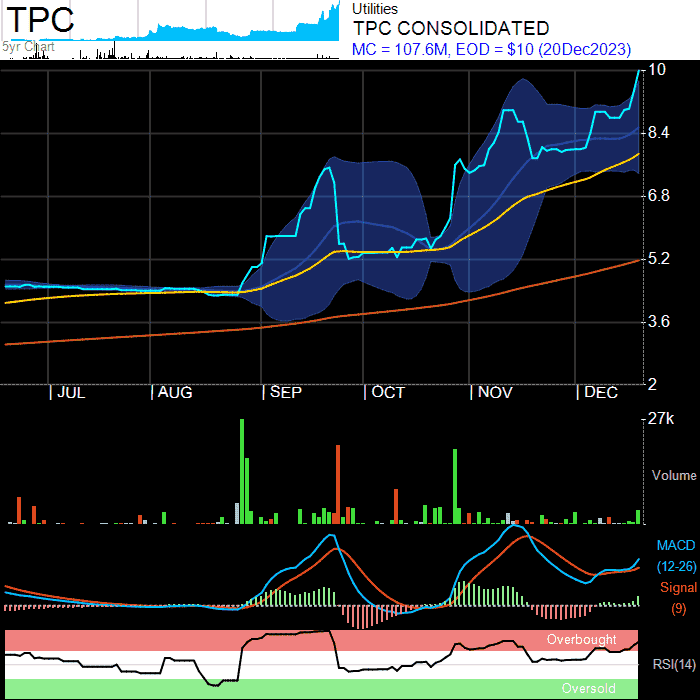 TPC
5yr Chart
Utilities
TPC CONSOLIDATED
MC = 107.6M, EOD = $10 (20Dec2023)
10
8.4
6.8
5.2
3.6
2
| JUL | AUG | SEP | OCT | NOV | DEC
27k
Volume
MACD
(12-26)
Signal
(9)
Overbought
RSI(14)
Oversold